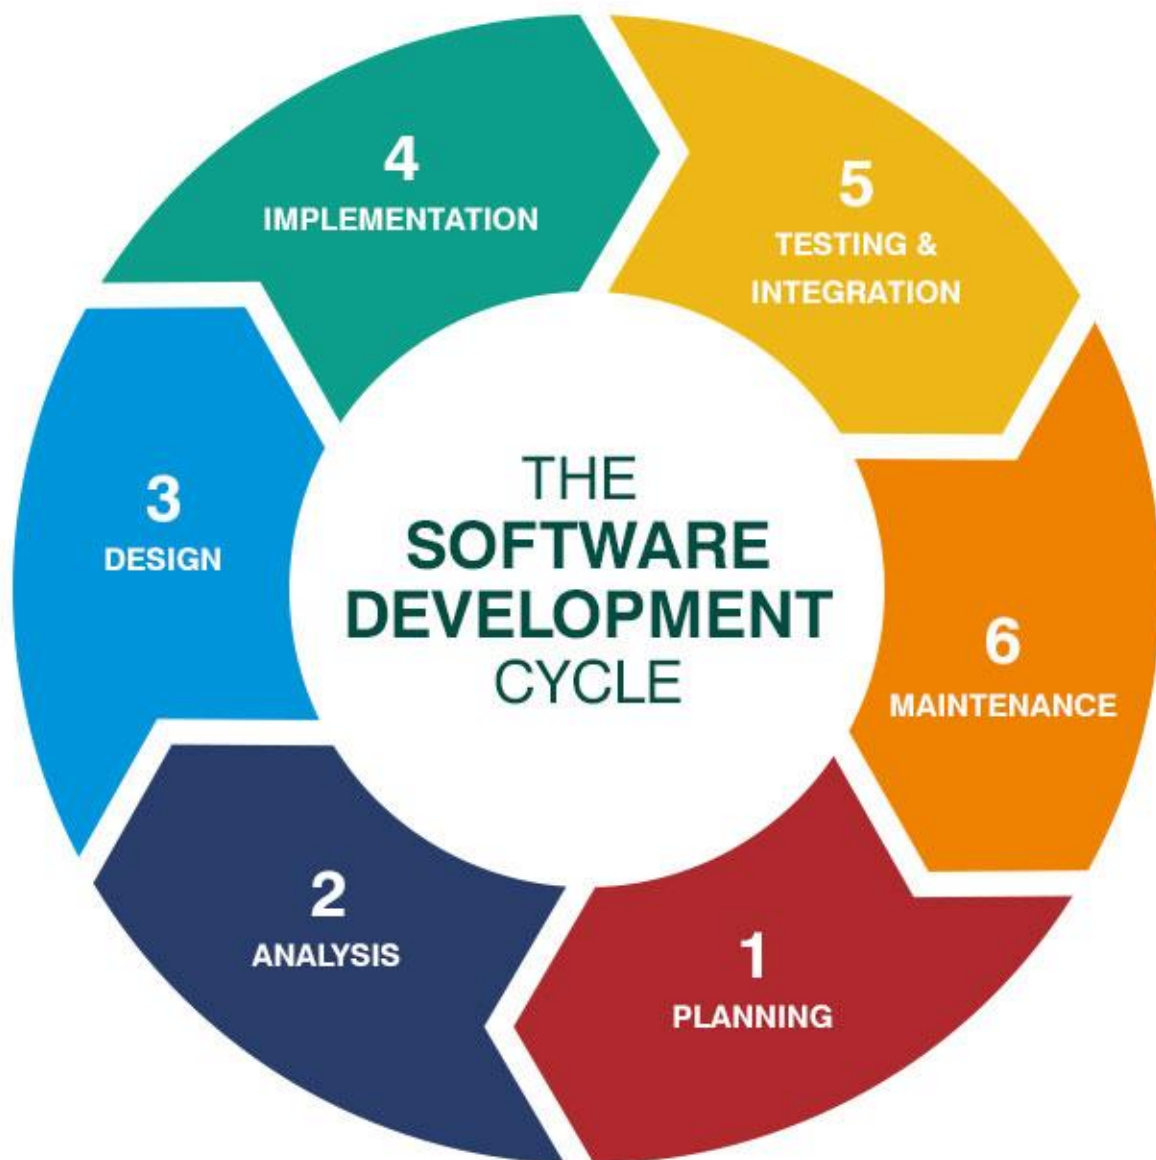 THE
SOFTWARE
DEVELOPMENT
CYCLE
1
PLANNING
2
ANALYSIS
3
DESIGN
4
IMPLEMENTATION
5
TESTING &
INTEGRATION
6
MAINTENANCE